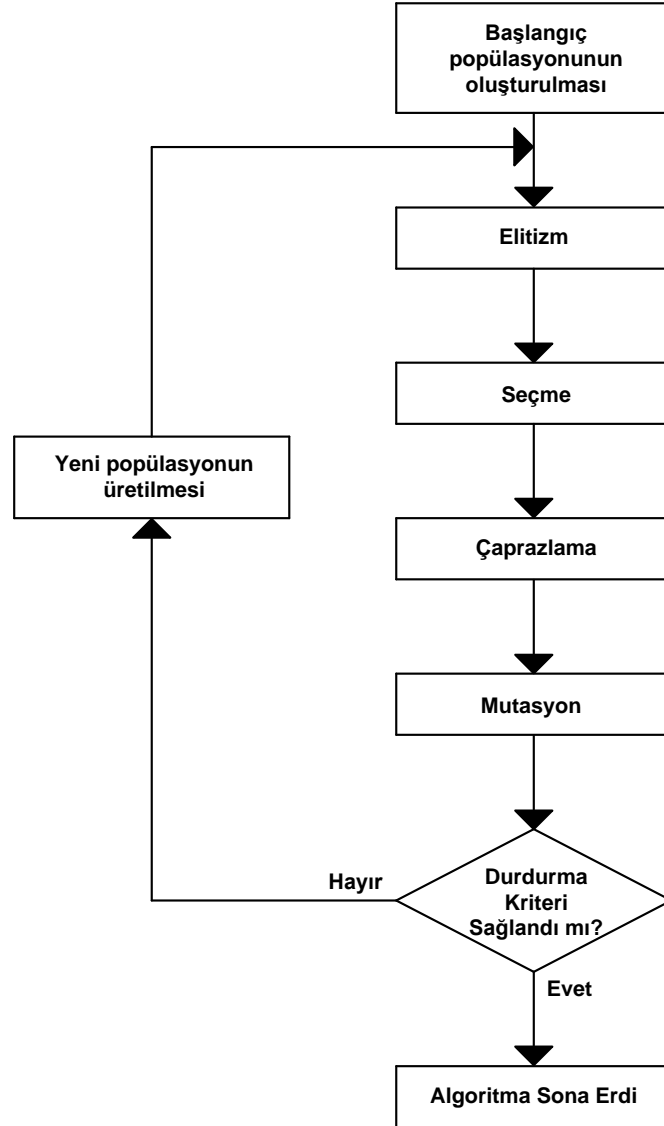 Başlangıç
popülasyonunun
oluşturulması
Elitizm
Seçme
Yeni popülasyonun
üretilmesi
Çaprazlama
Mutasyon
Hayır
Durdurma
Kriteri
Sağlandı mı?
Evet
Algoritma Sona Erdi